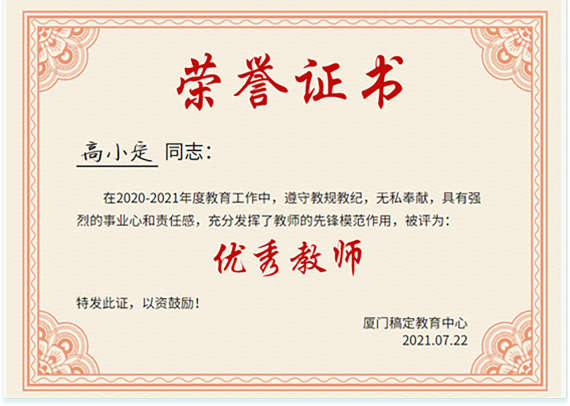 荣誉证书
高小定 同志：
在2020-2021年度教育工作中，遵守教规教纪，无私奉献，具有强
烈的事业心和责任感，充分发挥了教师的先锋模范作用，被评为：
优秀教师
特发此证，以资鼓励！
厦门稿定教育中心
2021.07.22